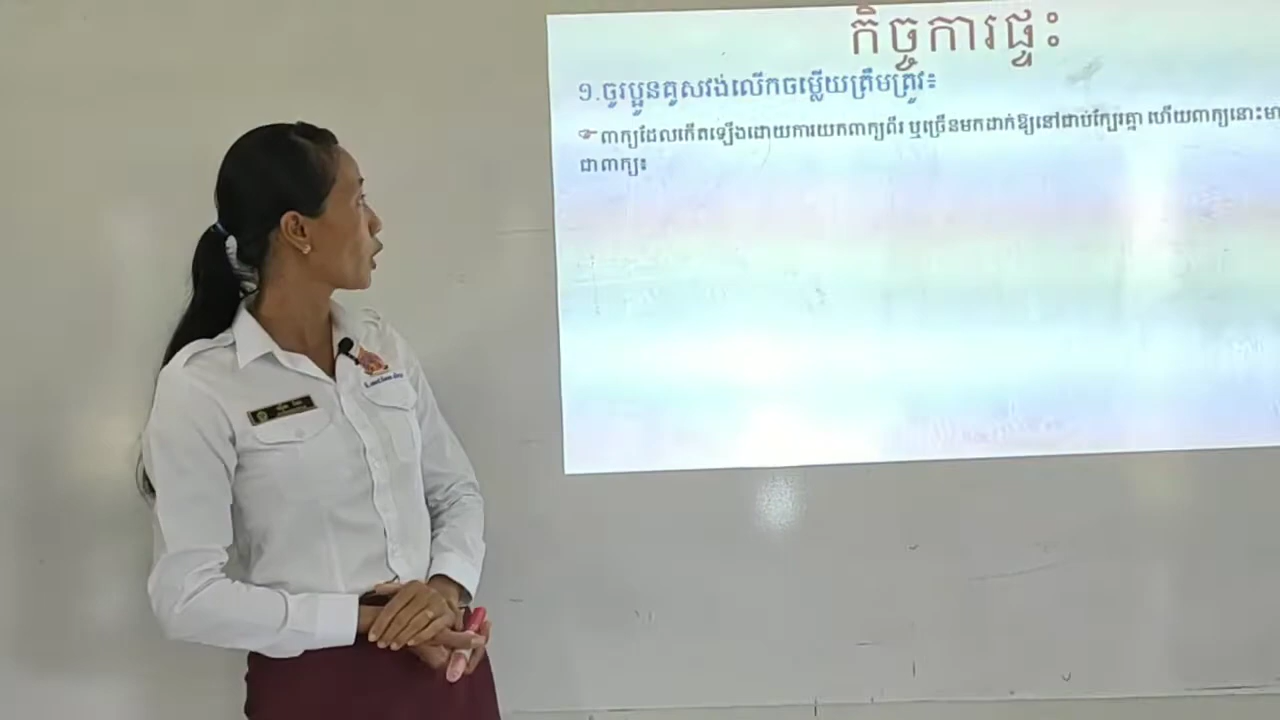 កិច្ចការផ្ទះ
១.ចូរប្អូនគូសវង់លើកចម្លើយត្រឹមត្រូវ៖
☞ពាក្យដែលកើតឡើងដោយការយកពាក្យពីរ ឬច្រើនមកដាក់ឱ្យនៅជាប់ក្បែរគ្នា ហើយពាក្យនោះមា
ជាពាក្យ៖